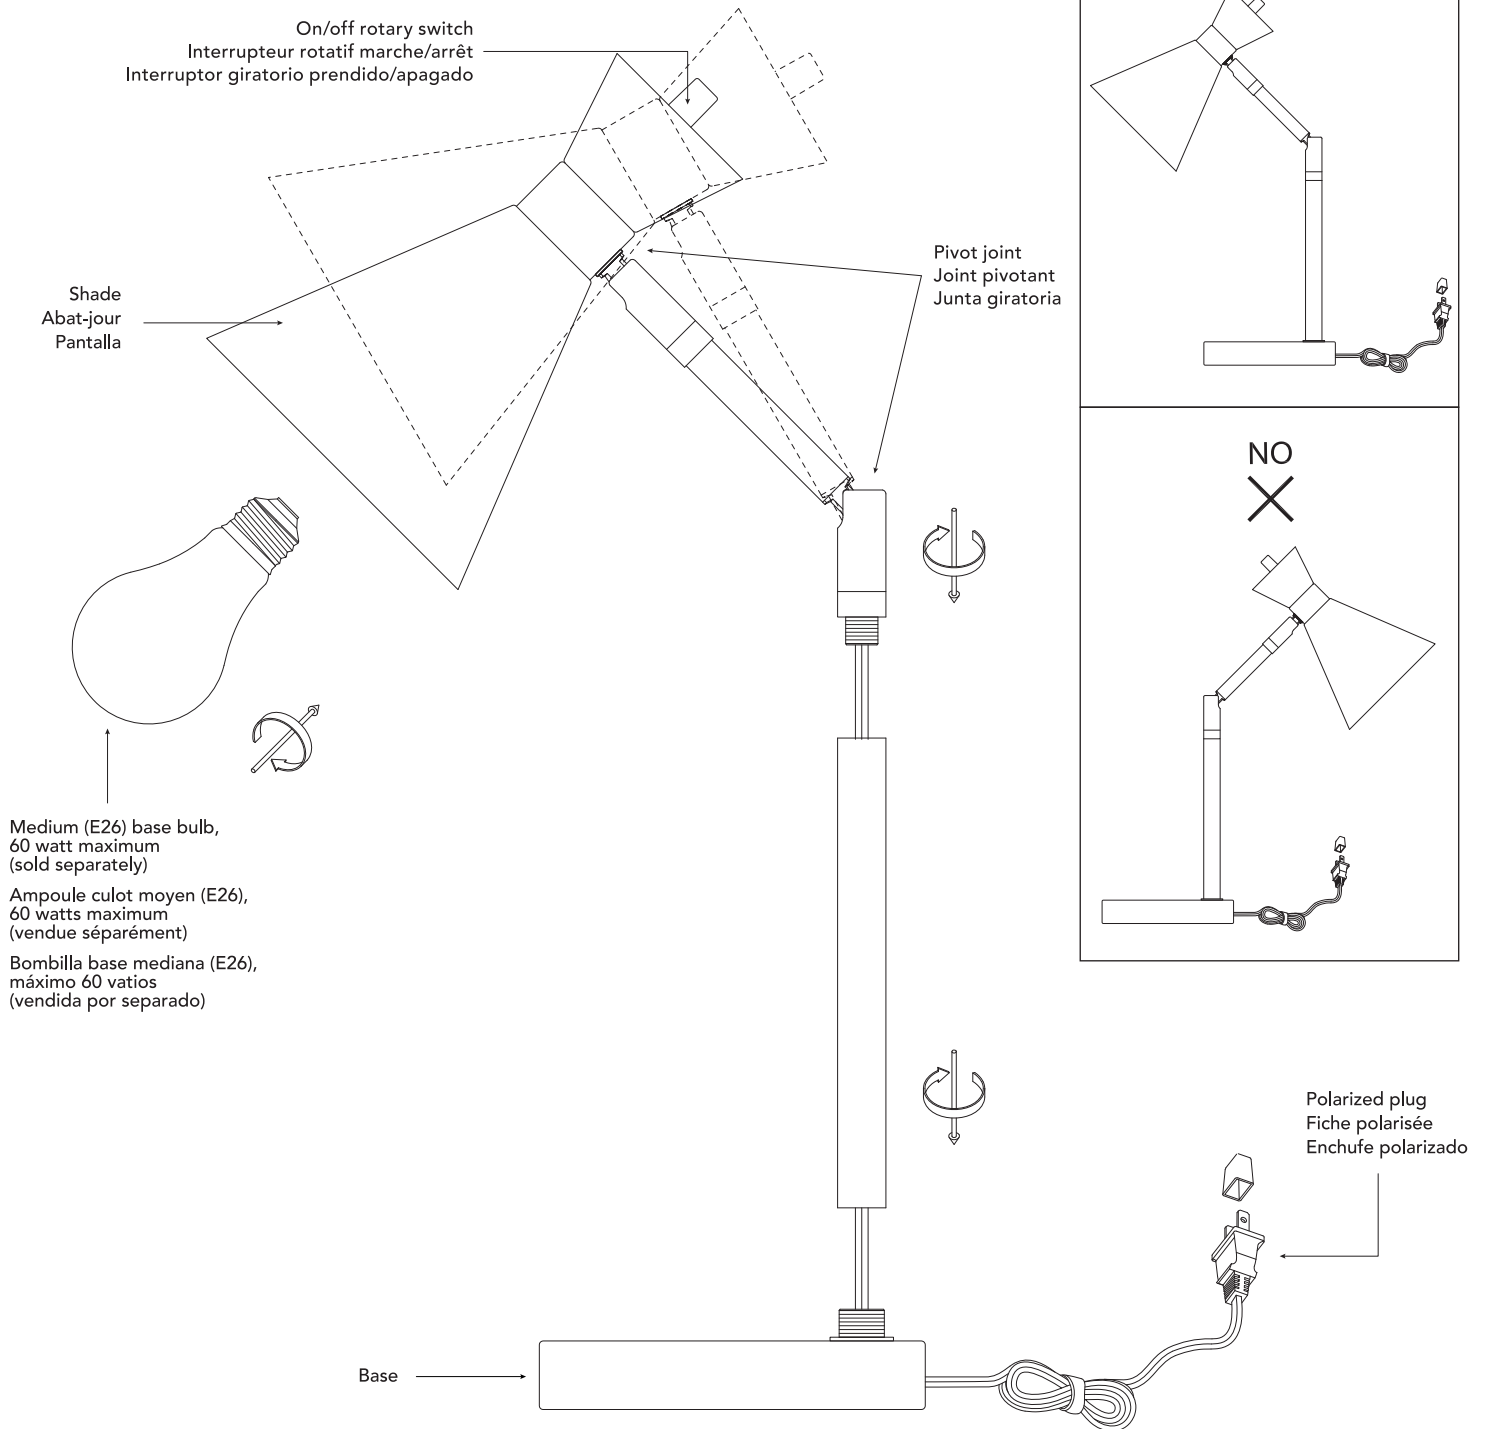 On/off rotary switch
Interrupteur rotatif marche/arrêt
Interruptor giratorio prendido/apagado
Pivot joint
Joint pivotant
Junta giratoria
Shade
Abat-jour
Pantalla
NO
Medium (E26) base bulb,
60 watt maximum
(sold separately)
Ampoule culot moyen (E26),
60 watts maximum
(vendue séparément)
Bombilla base mediana (E26),
máximo 60 vatios
(vendida por separado)
Polarized plug
Fiche polarisée
Enchufe polarizado
Base